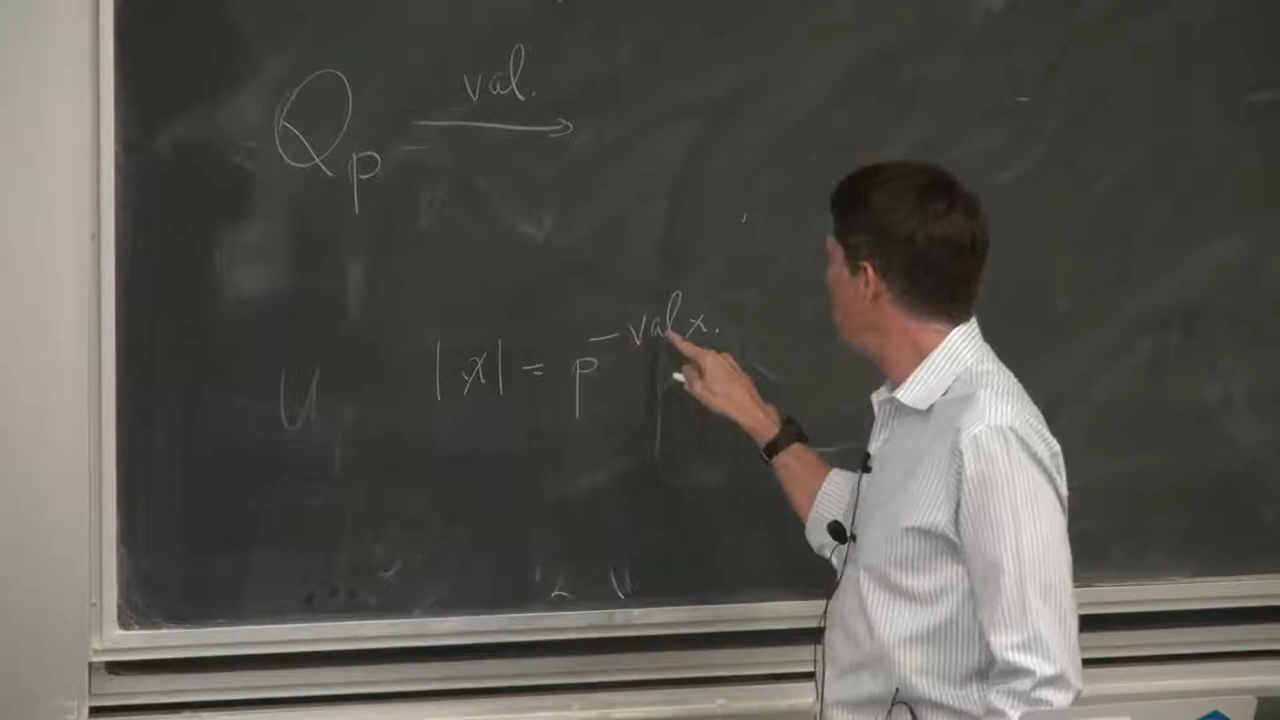 val.
Q_p →
|x| = p^{- val x.}